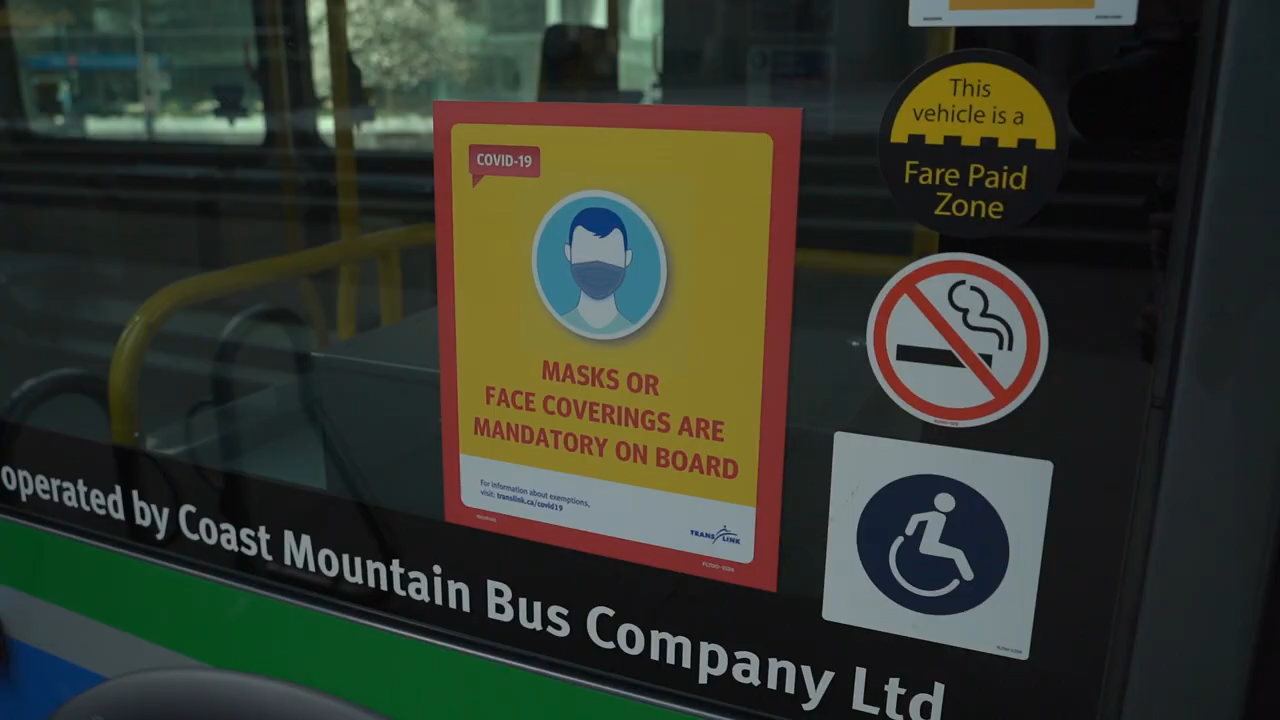 This
vehicle is a
Fare Paid
Zone
COVID-19
MASKS OR
FACE COVERINGS ARE
MANDATORY ON BOARD
For information about exemptions,
visit: translink.ca/covid19
TRANSLINK
operated by Coast Mountain Bus Company Ltd